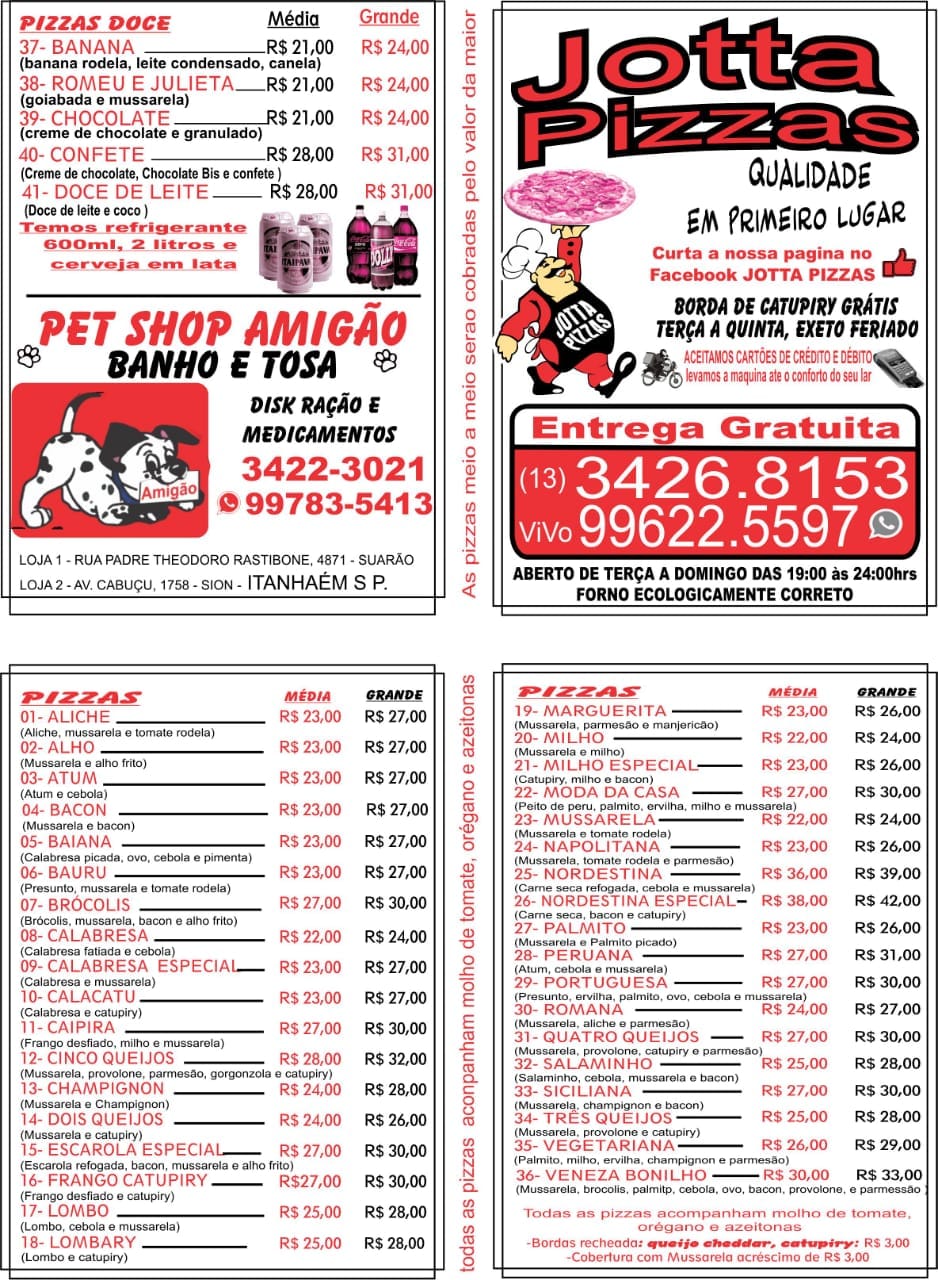 PIZZAS DOCE Média Grande
37- BANANA R$ 21,00 R$ 24,00
(banana rodela, leite condensado, canela)
38- ROMEU E JULIETA R$ 21,00 R$ 24,00
(goiabada e mussarela)
39- CHOCOLATE R$ 21,00 R$ 24,00
(creme de chocolate e granulado)
40- CONFETE R$ 28,00 R$ 31,00
(Creme de chocolate, Chocolate Bis e confete )
41- DOCE DE LEITE R$ 28,00 R$ 31,00
(Doce de leite e coco )
Temos refrigerante
600ml, 2 litros e
cerveja em lata
ITAIPAVA
PET SHOP AMIGÃO
BANHO E TOSA
DISK RAÇÃO E
MEDICAMENTOS
3422-3021
99783-5413
Amigão
LOJA 1 - RUA PADRE THEODORO RASTIBONE, 4871 - SUARÃO
LOJA 2 - AV. CABUÇU, 1758 - SION - ITANHAÉM S P.
As pizzas meio a meio serao cobradas pelo valor da maior
Jotta
Pizzas
QUALIDADE
EM PRIMEIRO LUGAR
Curta a nossa pagina no
Facebook JOTTA PIZZAS
JOTTA
PIZZAS
BORDA DE CATUPIRY GRÁTIS
TERÇA A QUINTA, EXETO FERIADO
ACEITAMOS CARTÕES DE CRÉDITO E DÉBITO
levamos a maquina ate o conforto do seu lar
Entrega Gratuita
(13) 3426.8153
ViVo 99622.5597
ABERTO DE TERÇA A DOMINGO DAS 19:00 às 24:00hrs
FORNO ECOLOGICAMENTE CORRETO
PIZZAS MÉDIA GRANDE
01- ALICHE R$ 23,00 R$ 27,00
(Aliche, mussarela e tomate rodela)
02- ALHO R$ 23,00 R$ 27,00
(Mussarela e alho frito)
03- ATUM R$ 23,00 R$ 27,00
(Atum e cebola)
04- BACON R$ 23,00 R$ 27,00
(Mussarela e bacon)
05- BAIANA R$ 23,00 R$ 27,00
(Calabresa picada, ovo, cebola e pimenta)
06- BAURU R$ 23,00 R$ 27,00
(Presunto, mussarela e tomate rodela)
07- BRÓCOLIS R$ 27,00 R$ 30,00
(Brócolis, mussarela, bacon e alho frito)
08- CALABRESA R$ 22,00 R$ 24,00
(Calabresa fatiada e cebola)
09- CALABRESA ESPECIAL R$ 23,00 R$ 27,00
(Calabresa e mussarela)
10- CALACATU R$ 23,00 R$ 27,00
(Calabresa e catupiry)
11- CAIPIRA R$ 27,00 R$ 30,00
(Frango desfiado, milho e mussarela)
12- CINCO QUEIJOS R$ 28,00 R$ 32,00
(Mussarela, provolone, parmesão, gorgonzola e catupiry)
13- CHAMPIGNON R$ 24,00 R$ 28,00
(Mussarela e Champignon)
14- DOIS QUEIJOS R$ 24,00 R$ 26,00
(Mussarela e catupiry)
15- ESCAROLA ESPECIAL R$ 27,00 R$ 30,00
(Escarola refogada, bacon, mussarela e alho frito)
16- FRANGO CATUPIRY R$27,00 R$ 30,00
(Frango desfiado e catupiry)
17- LOMBO R$ 25,00 R$ 28,00
(Lombo, cebola e mussarela)
18- LOMBARY R$ 25,00 R$ 28,00
(Lombo e catupiry)
todas as pizzas aconpanham molho de tomate, orégano e azeitonas
PIZZAS MÉDIA GRANDE
19- MARGUERITA R$ 23,00 R$ 26,00
(Mussarela, parmesão e manjericão)
20- MILHO R$ 22,00 R$ 24,00
(Mussarela e milho)
21- MILHO ESPECIAL R$ 23,00 R$ 26,00
(Catupiry, milho e bacon)
22- MODA DA CASA R$ 27,00 R$ 30,00
(Peito de peru, palmito, ervilha, milho e mussarela)
23- MUSSARELA R$ 22,00 R$ 24,00
(Mussarela e tomate rodela)
24- NAPOLITANA R$ 23,00 R$ 26,00
(Mussarela, tomate rodela e parmesão)
25- NORDESTINA R$ 36,00 R$ 39,00
(Carne seca refogada, cebola e mussarela)
26- NORDESTINA ESPECIAL R$ 38,00 R$ 42,00
(Carne seca, bacon e catupiry)
27- PALMITO R$ 23,00 R$ 26,00
(Mussarela e Palmito picado)
28- PERUANA R$ 27,00 R$ 31,00
(Atum, cebola e mussarela)
29- PORTUGUESA R$ 27,00 R$ 30,00
(Presunto, ervilha, palmito, ovo, cebola e mussarela)
30- ROMANA R$ 24,00 R$ 27,00
(Mussarela, aliche e parmesão)
31- QUATRO QUEIJOS R$ 27,00 R$ 30,00
(Mussarela, provolone, catupiry e parmesão)
32- SALAMINHO R$ 25,00 R$ 28,00
(Salaminho, cebola, mussarela e bacon)
33- SICILIANA R$ 27,00 R$ 30,00
(Mussarela, champignon e bacon)
34- TRÊS QUEIJOS R$ 25,00 R$ 28,00
(Mussarela, provolone e catupiry)
35- VEGETARIANA R$ 26,00 R$ 29,00
(Palmito, milho, ervilha, champignon e parmesão)
36- VENEZA BONILHO R$ 30,00 R$ 33,00
(Mussarela, brocolis, palmitp, cebola, ovo, bacon, provolone, e parmessão )
Todas as pizzas acompanham molho de tomate,
orégano e azeitonas
-Bordas recheada: queijo cheddar, catupiry: R$ 3,00
-Cobertura com Mussarela acréscimo de R$ 3,00